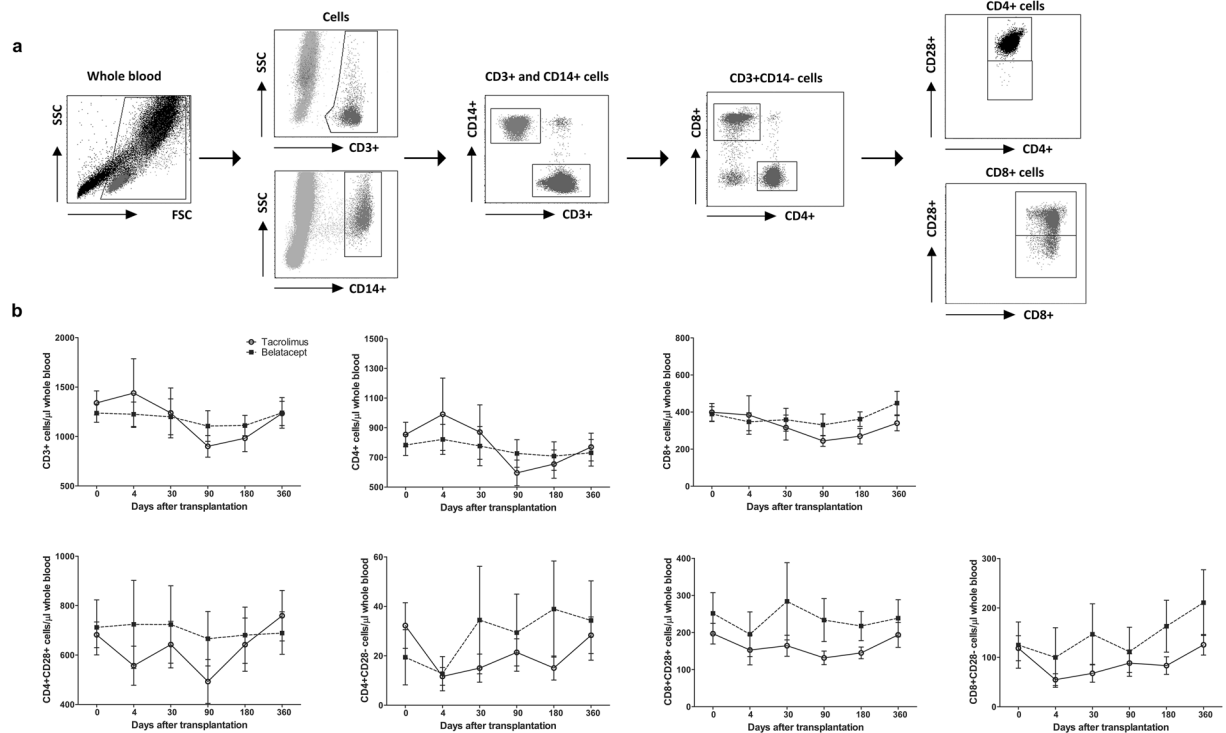 a
Whole blood
SSC
FSC
Cells
SSC
CD3+
SSC
CD14+
CD3+ and CD14+ cells
CD14+
CD3+
CD3+CD14- cells
CD8+
CD4+
CD4+ cells
CD28+
CD4+
CD8+ cells
CD28+
CD8+
b
CD3+ cells/µl whole blood
2000
1500
1000
500
Tacrolimus
Belatacept
0 4 30 90 180 360
Days after transplantation
CD4+ cells/µl whole blood
1500
1300
1100
900
700
500
0 4 30 90 180 360
Days after transplantation
CD8+ cells/µl whole blood
800
600
400
200
0
0 4 30 90 180 360
Days after transplantation
CD4+CD28+ cells/µl whole blood
1000
800
600
400
0 4 30 90 180 360
Days after transplantation
CD4+CD28- cells/µl whole blood
60
40
20
0
0 4 30 90 180 360
Days after transplantation
CD8+CD28+ cells/µl whole blood
400
300
200
100
0
0 4 30 90 180 360
Days after transplantation
CD8+CD28- cells/µl whole blood
300
200
100
0
0 4 30 90 180 360
Days after transplantation